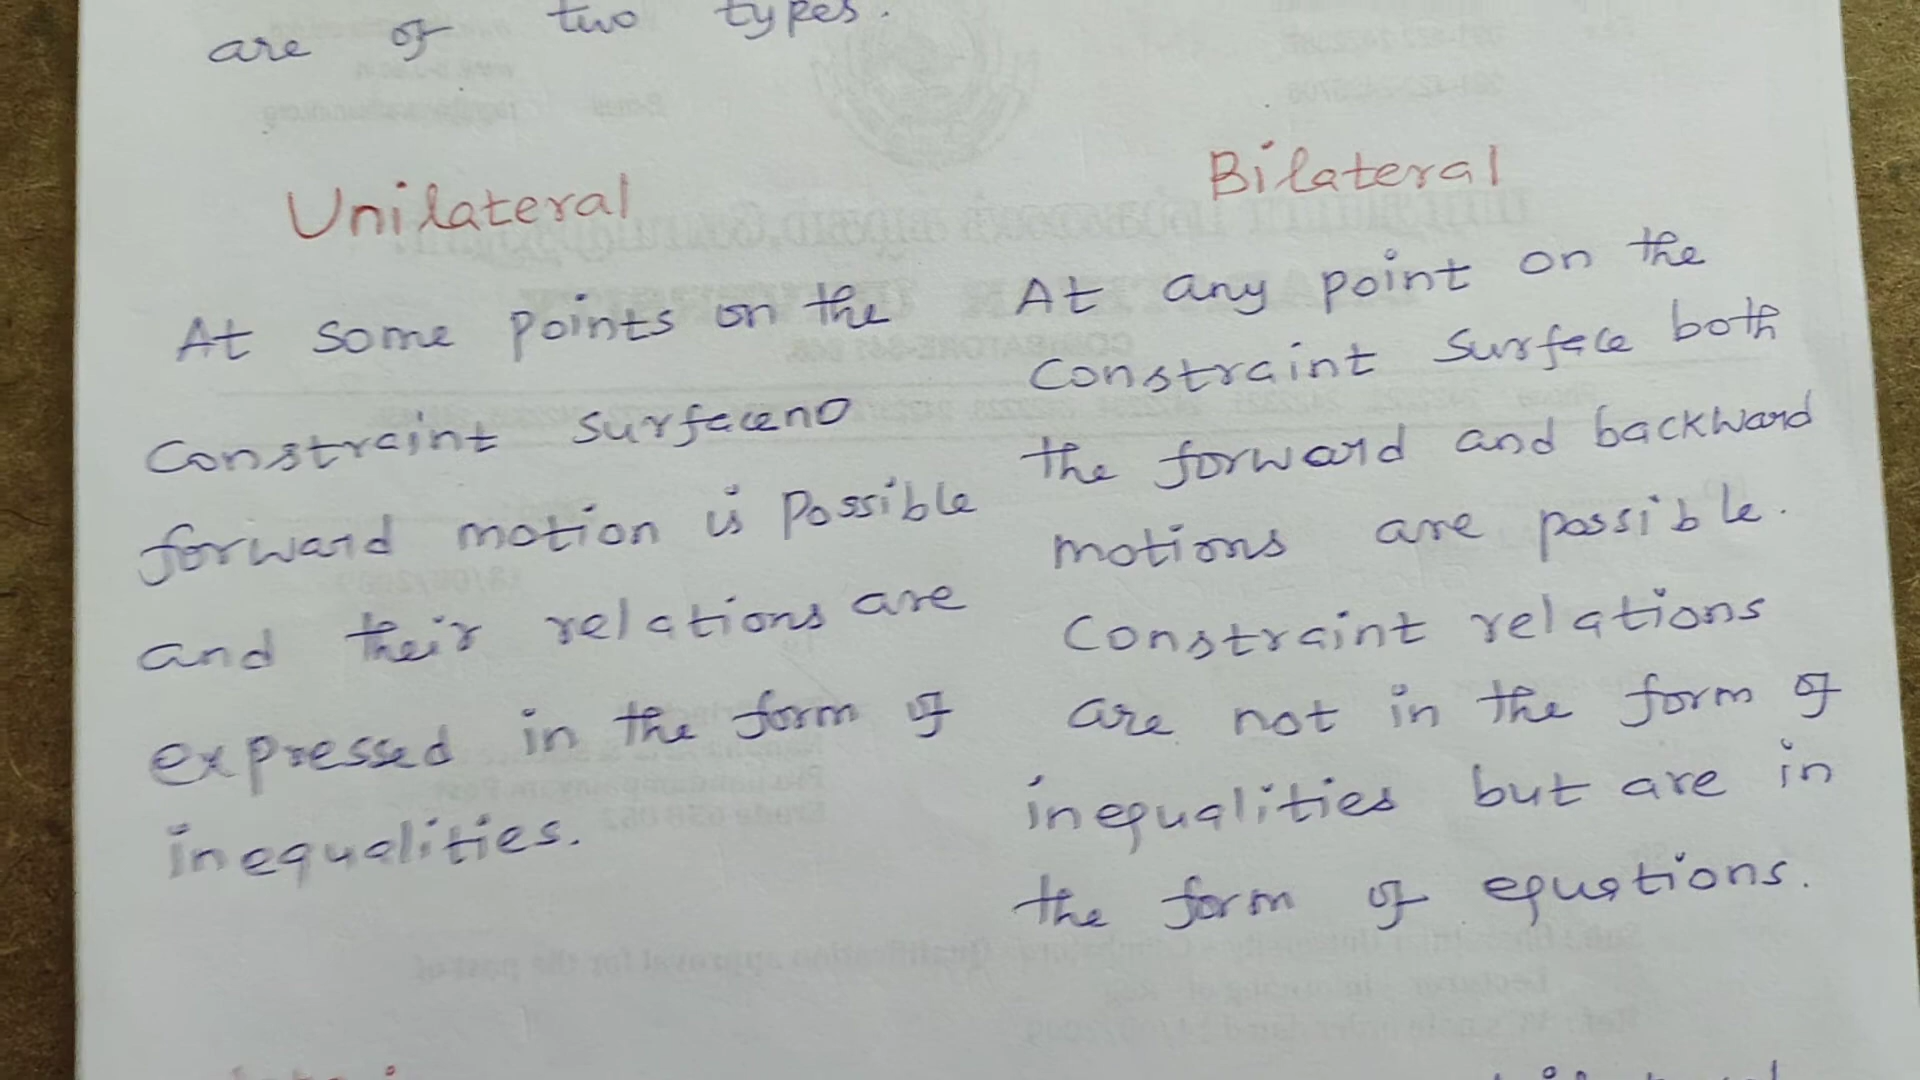 are of two types.
Unilateral
At some points on the
constraint surface no
forward motion is possible
and their relations are
expressed in the form of
inequalities.
Bilateral
At any point on the
constraint surface both
the forward and backward
motions are possible.
Constraint relations
are not in the form of
inequalities but are in
the form of equations.